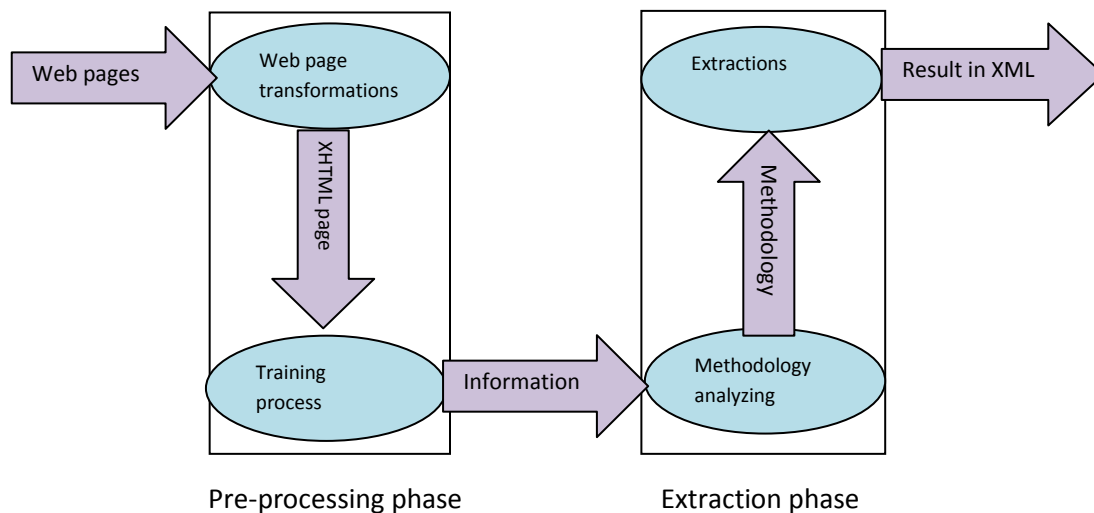 Web pages
Web page
transformations
XHTML page
Training
process
Information
Methodology
analyzing
Methodology
Extractions
Result in XML
Pre-processing phase
Extraction phase